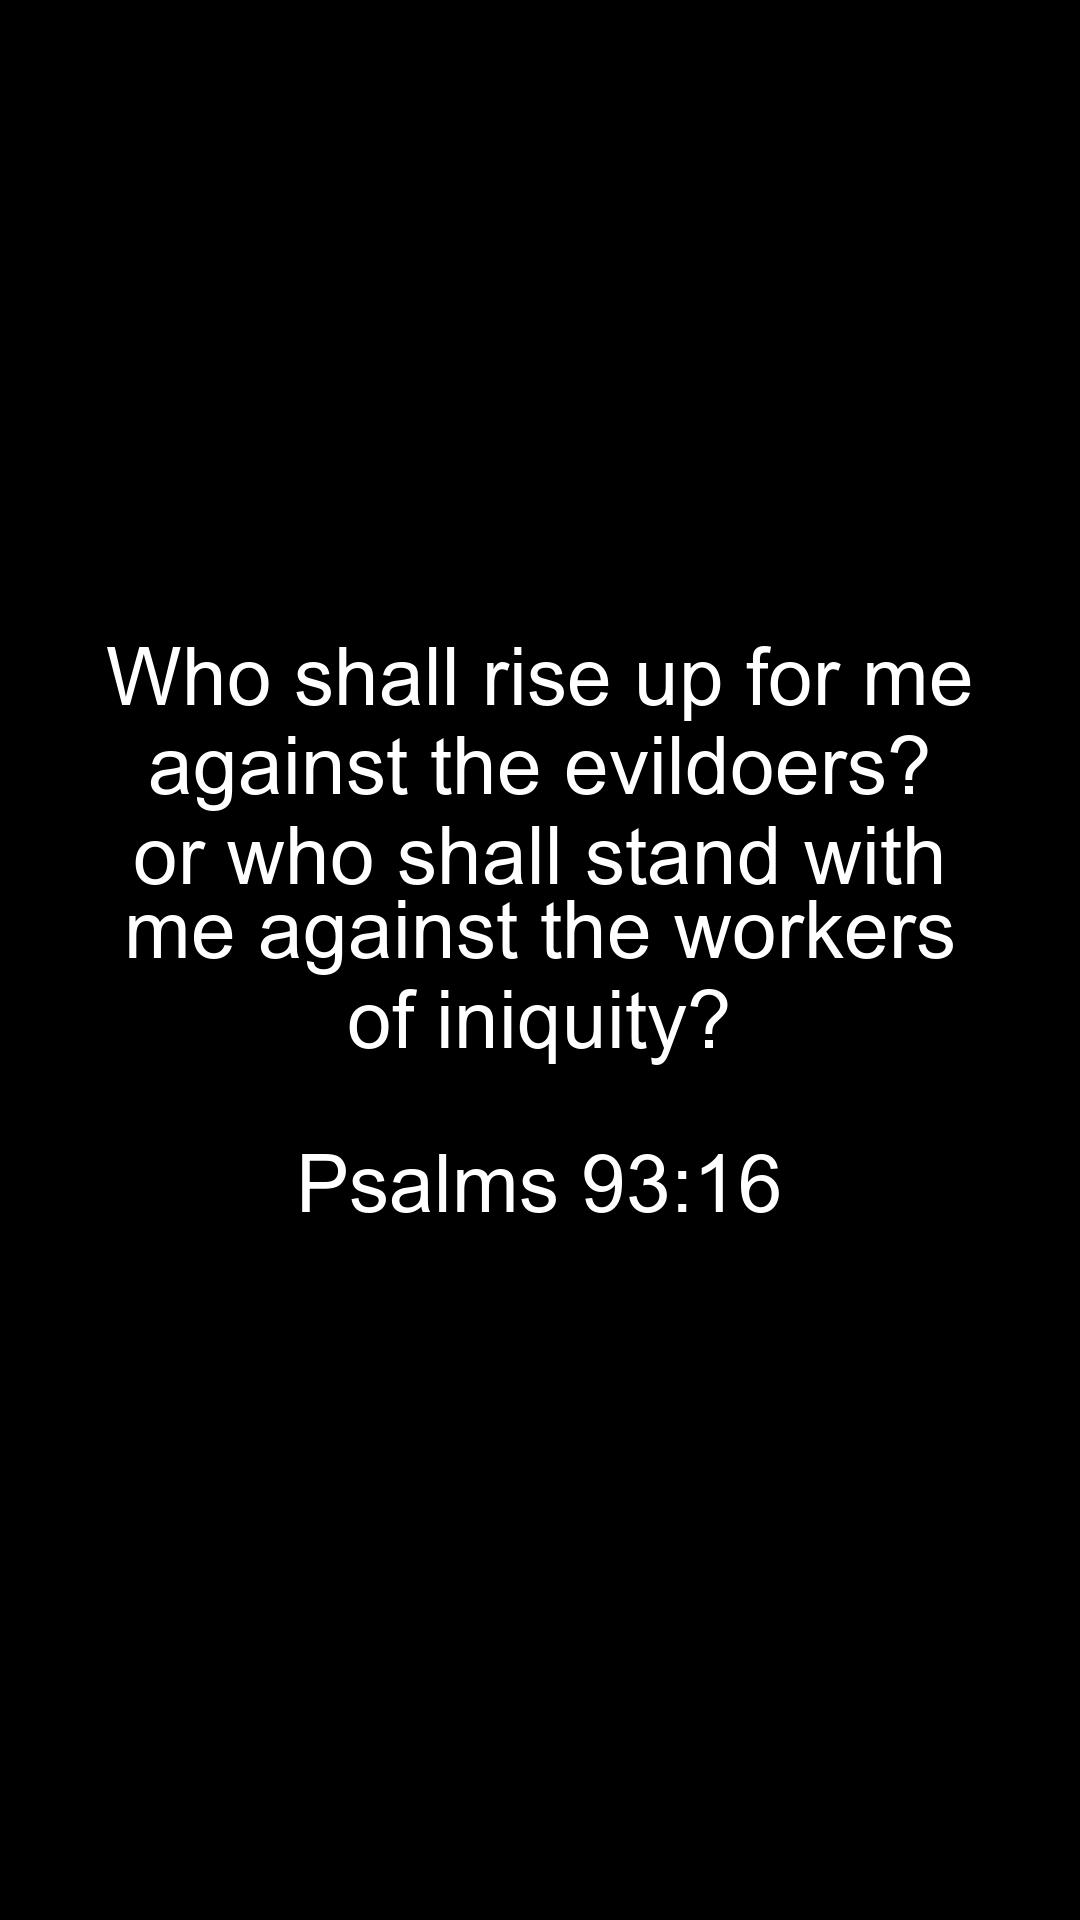 Who shall rise up for me
against the evildoers?
or who shall stand with
me against the workers
of iniquity?
Psalms 93:16